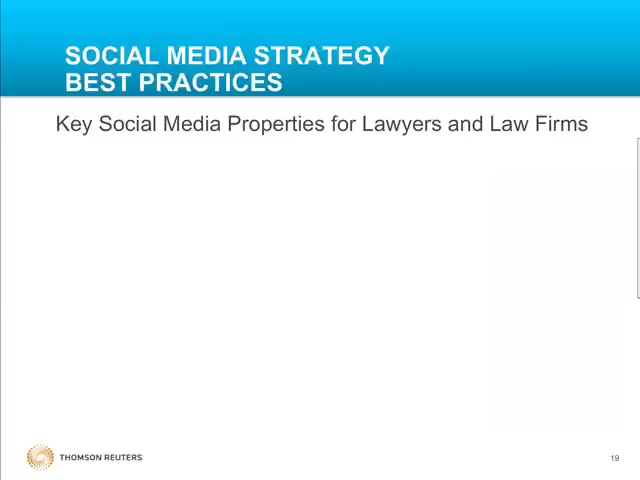 SOCIAL MEDIA STRATEGY
BEST PRACTICES
Key Social Media Properties for Lawyers and Law Firms
THOMSON REUTERS
19